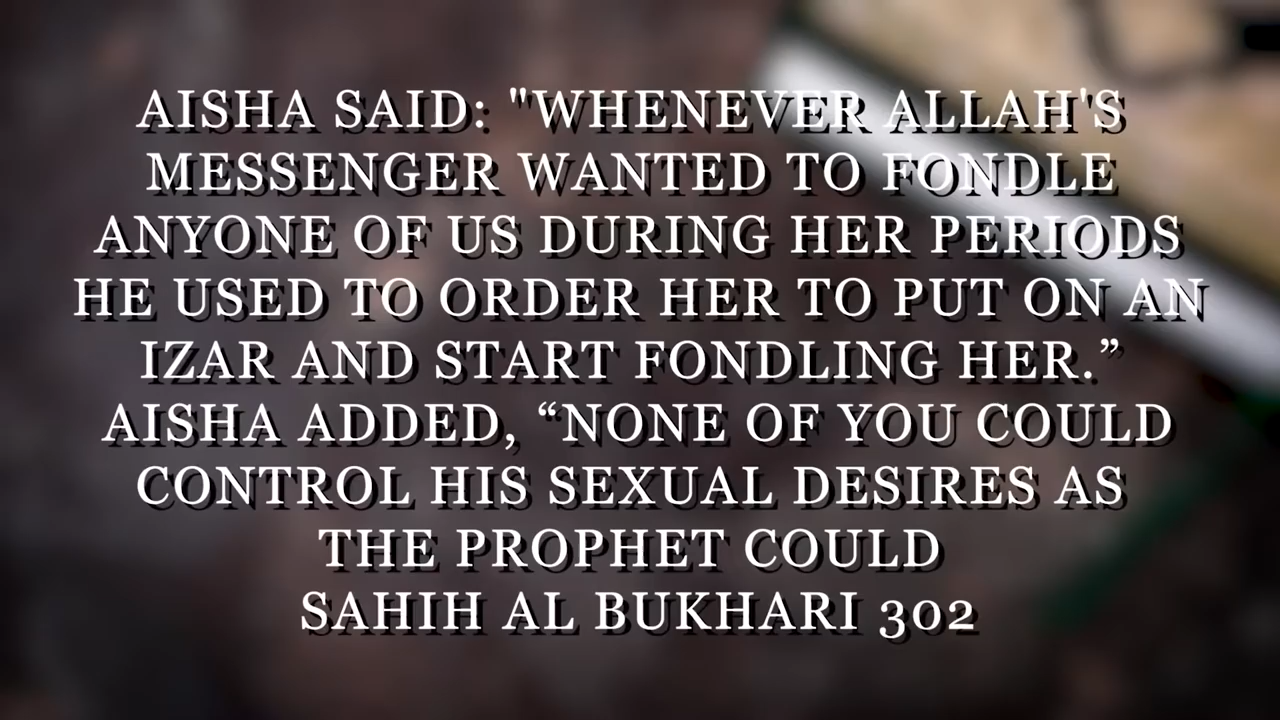 AISHA SAID: "WHENEVER ALLAH'S
MESSENGER WANTED TO FONDLE
ANYONE OF US DURING HER PERIODS
HE USED TO ORDER HER TO PUT ON AN
IZAR AND START FONDLING HER.”
AISHA ADDED, “NONE OF YOU COULD
CONTROL HIS SEXUAL DESIRES AS
THE PROPHET COULD
SAHIH AL BUKHARI 302